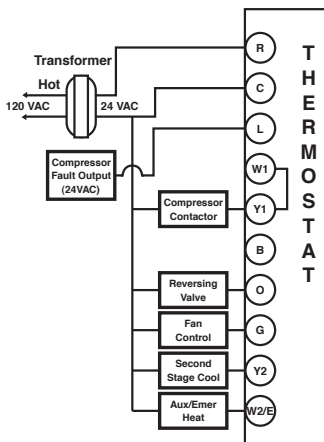 Transformer
Hot
120 VAC
24 VAC
R
C
L
W1
Y1
B
O
G
Y2
W2/E
THERMOSTAT
Compressor
Fault Output
(24VAC)
Compressor
Contactor
Reversing
Valve
Fan
Control
Second
Stage Cool
Aux/Emer
Heat